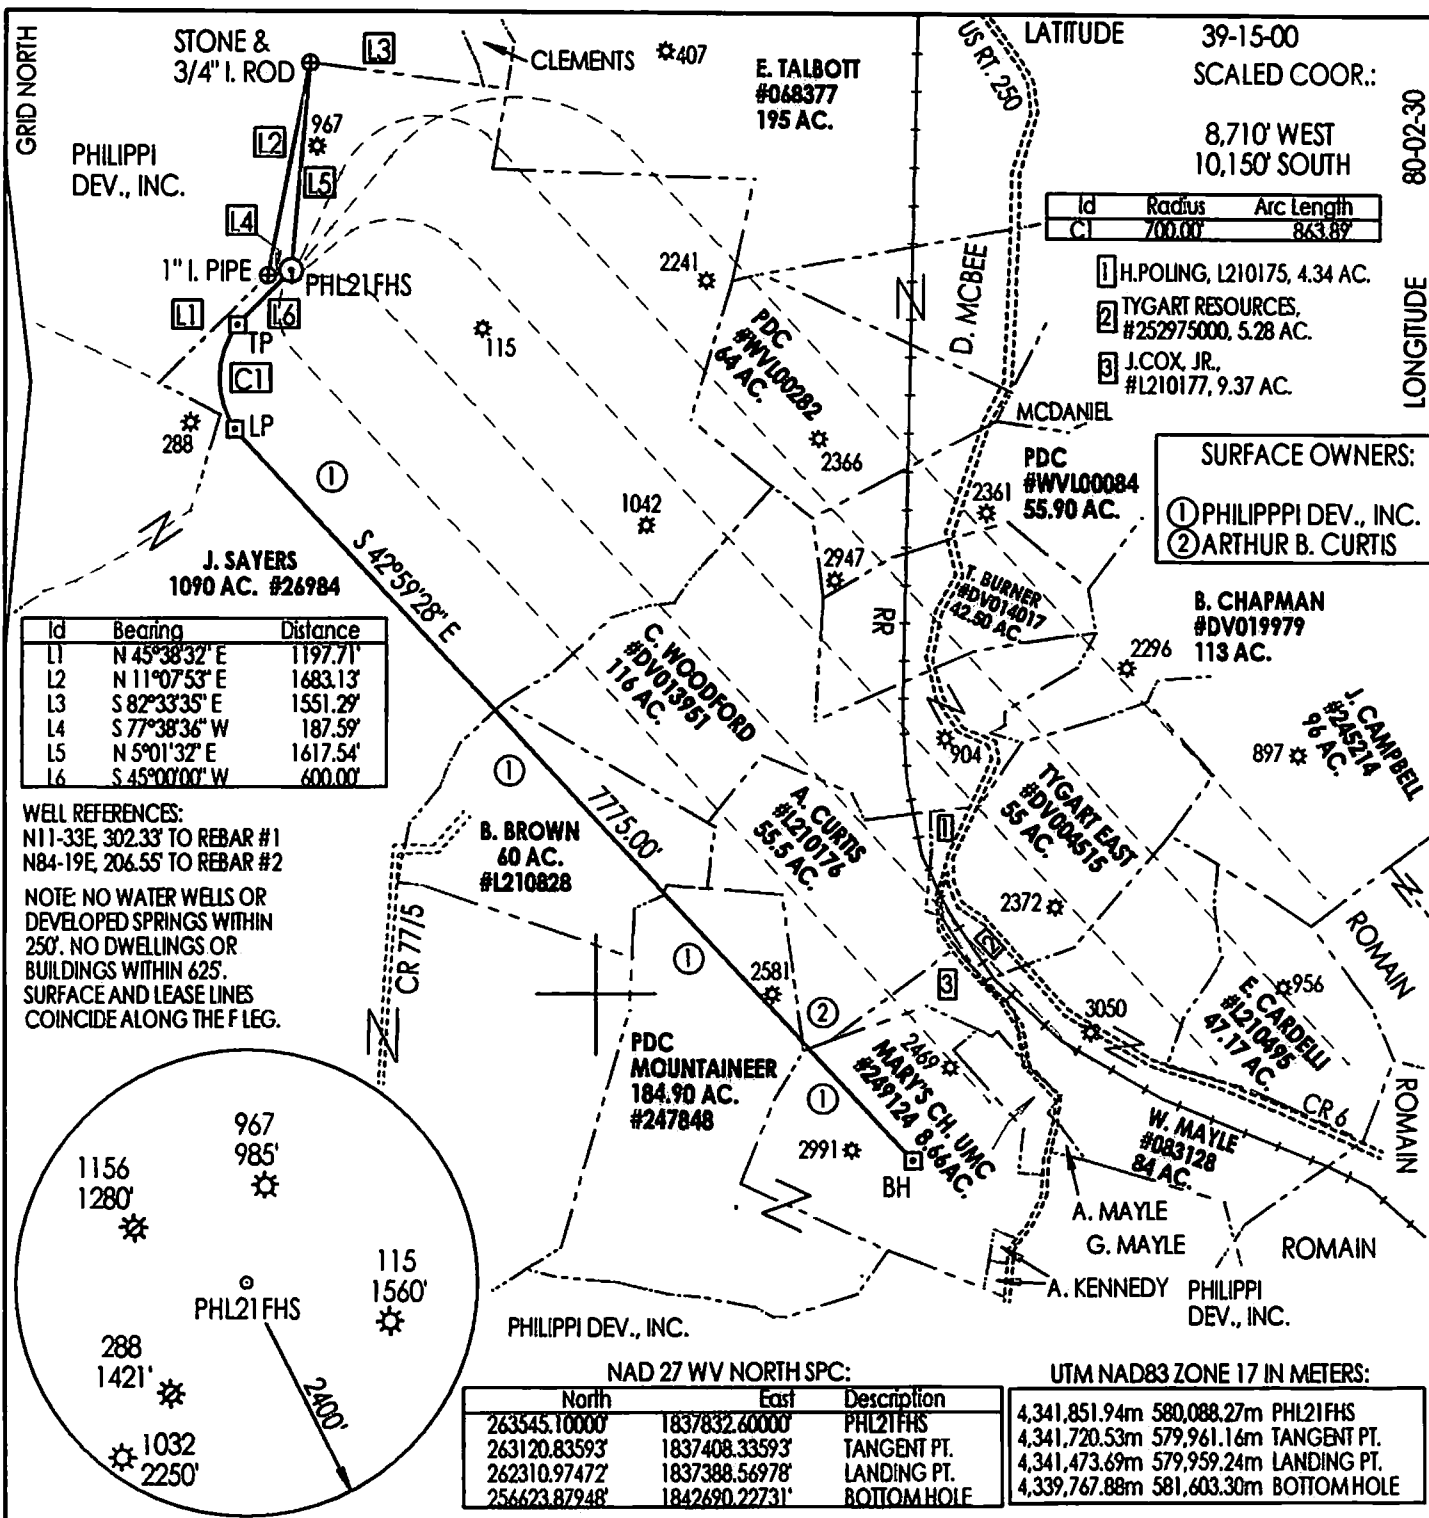 GRID NORTH
STONE &
3/4" I. ROD
L3
CLEMENTS
407
E. TALBOTT
#068377
195 AC.
US RT. 250
LATITUDE 39-15-00
SCALED COOR.:
8,710' WEST
10,150' SOUTH
80-02-30
LONGITUDE
L2
967
PHILIPPI
DEV., INC.
L5
L4
1" I. PIPE
PHL21FHS
L1
L6
TP
C1
LP
288
115
2241
Id Radius Arc Length
C1 700.00' 863.89'
1 H.POLING, L210175, 4.34 AC.
2 TYGART RESOURCES,
#252975000, 5.28 AC.
3 J.COX, JR.,
#L210177, 9.37 AC.
D. MCBEE
PDC
#WVL00282
64 AC.
2366
MCDANIEL
PDC
#WVL00084
55.90 AC.
2361
SURFACE OWNERS:
① PHILIPPPI DEV., INC.
② ARTHUR B. CURTIS
①
1042
S 42°59'28" E
2947
J. SAYERS
1090 AC. #26984
T. BURNER
#DV014017
42.50 AC.
RR
B. CHAPMAN
#DV019979
113 AC.
2296
Id Bearing Distance
L1 N 45°38'32" E 1197.71'
L2 N 11°07'53" E 1683.13'
L3 S 82°33'35" E 1551.29'
L4 S 77°38'36" W 187.59'
L5 N 5°01'32" E 1617.54'
L6 S 45°00'00" W 600.00'
C. WOODFORD
#DV013951
116 AC.
J. CAMPBELL
#245214
96 AC.
897
904
①
7775.00'
TYGART EAST
#DV004515
55 AC.
A. CURTIS
#L210176
55.5 AC.
1
WELL REFERENCES:
N11-33E, 302.33' TO REBAR #1
N84-19E, 206.55' TO REBAR #2
B. BROWN
60 AC.
#L210828
NOTE: NO WATER WELLS OR
DEVELOPED SPRINGS WITHIN
250'. NO DWELLINGS OR
BUILDINGS WITHIN 625'.
SURFACE AND LEASE LINES
COINCIDE ALONG THE F LEG.
CR 77/5
2372
2
3
①
2581
②
ROMAIN
956
E. CARDELLI
#L210495
47.17 AC.
3050
PDC
MOUNTAINEER
184.90 AC.
#247848
2469
MARY'S CH. UMC
#249124 8.66AC.
①
2991
BH
CR 6
ROMAIN
W. MAYLE
#083128
84 AC.
A. MAYLE
G. MAYLE
ROMAIN
A. KENNEDY
PHILIPPI
DEV., INC.
PHILIPPI DEV., INC.
967
985'
1156
1280'
115
1560'
PHL21FHS
288
1421'
2400'
1032
2250'
NAD 27 WV NORTH SPC:
North East Description
263545.10000' 1837832.60000' PHL21FHS
263120.83593' 1837408.33593' TANGENT PT.
262310.97472' 1837388.56978' LANDING PT.
256623.87948' 1842690.22731' BOTTOM HOLE
UTM NAD83 ZONE 17 IN METERS:
4,341,851.94m 580,088.27m PHL21FHS
4,341,720.53m 579,961.16m TANGENT PT.
4,341,473.69m 579,959.24m LANDING PT.
4,339,767.88m 581,603.30m BOTTOM HOLE